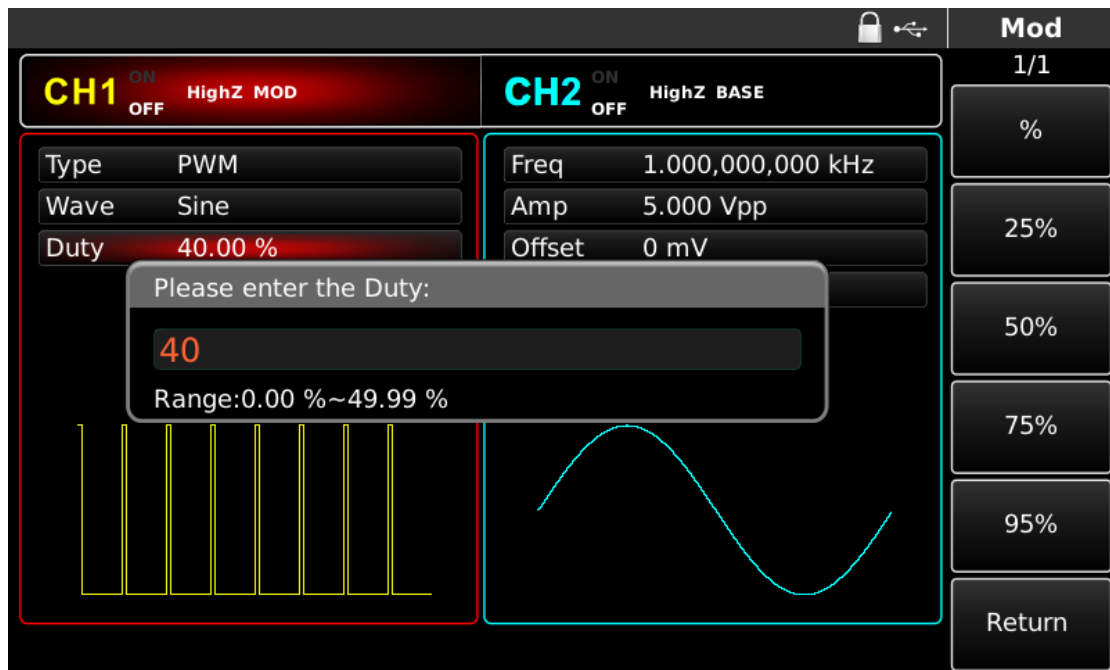 Mod
1/1
CH1 ON OFF HighZ MOD
CH2 ON OFF HighZ BASE
Type PWM
Wave Sine
Duty 40.00 %
Freq 1.000,000,000 kHz
Amp 5.000 Vpp
Offset 0 mV
Please enter the Duty:
40
Range:0.00 %~49.99 %
%
25%
50%
75%
95%
Return